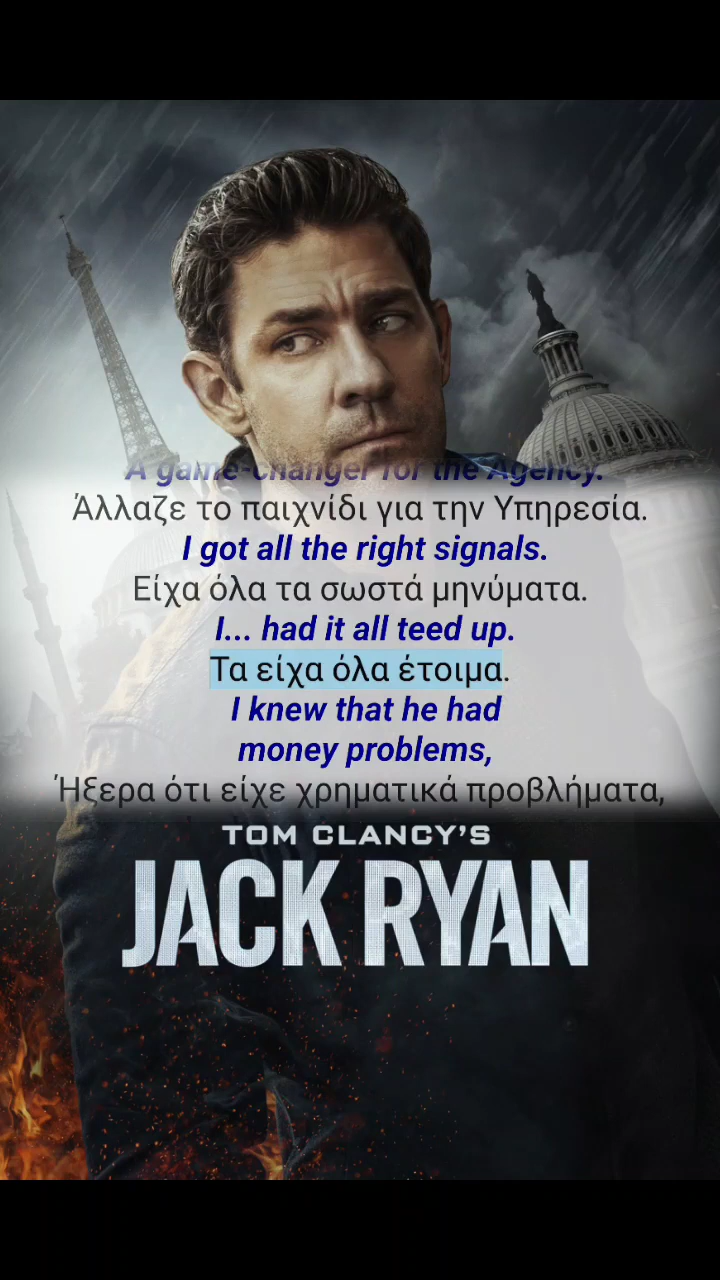 A game-changer for the Agency.
Άλλαζε το παιχνίδι για την Υπηρεσία.
I got all the right signals.
Είχα όλα τα σωστά μηνύματα.
I... had it all teed up.
Τα είχα όλα έτοιμα.
I knew that he had
money problems,
Ήξερα ότι είχε χρηματικά προβλήματα,
TOM CLANCY'S
JACK RYAN